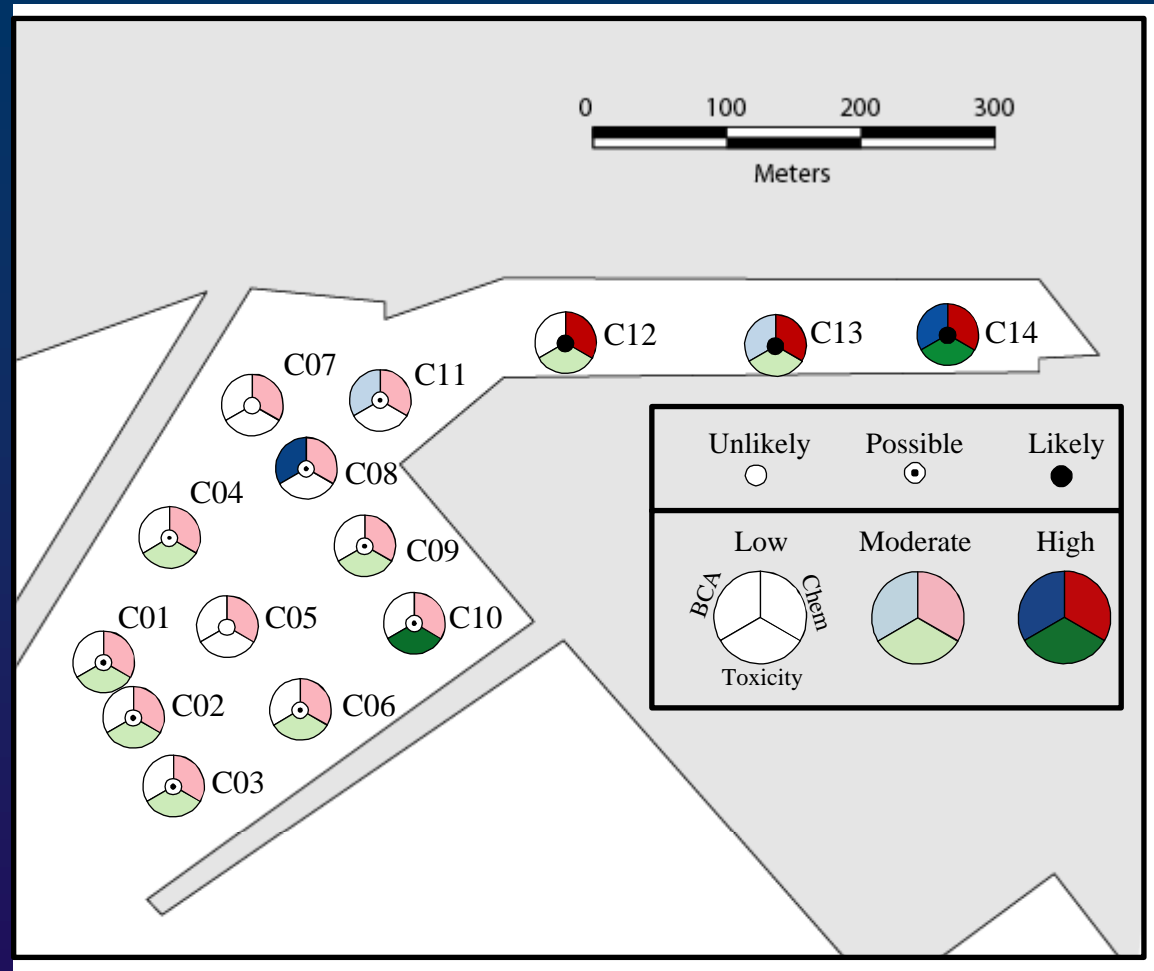 0 100 200 300
Meters
C07
C11
C12
C13
C14
C08
C04
C09
C01
C05
C10
C02
C06
C03
Unlikely Possible Likely
Low Moderate High
BCA Chem
Toxicity